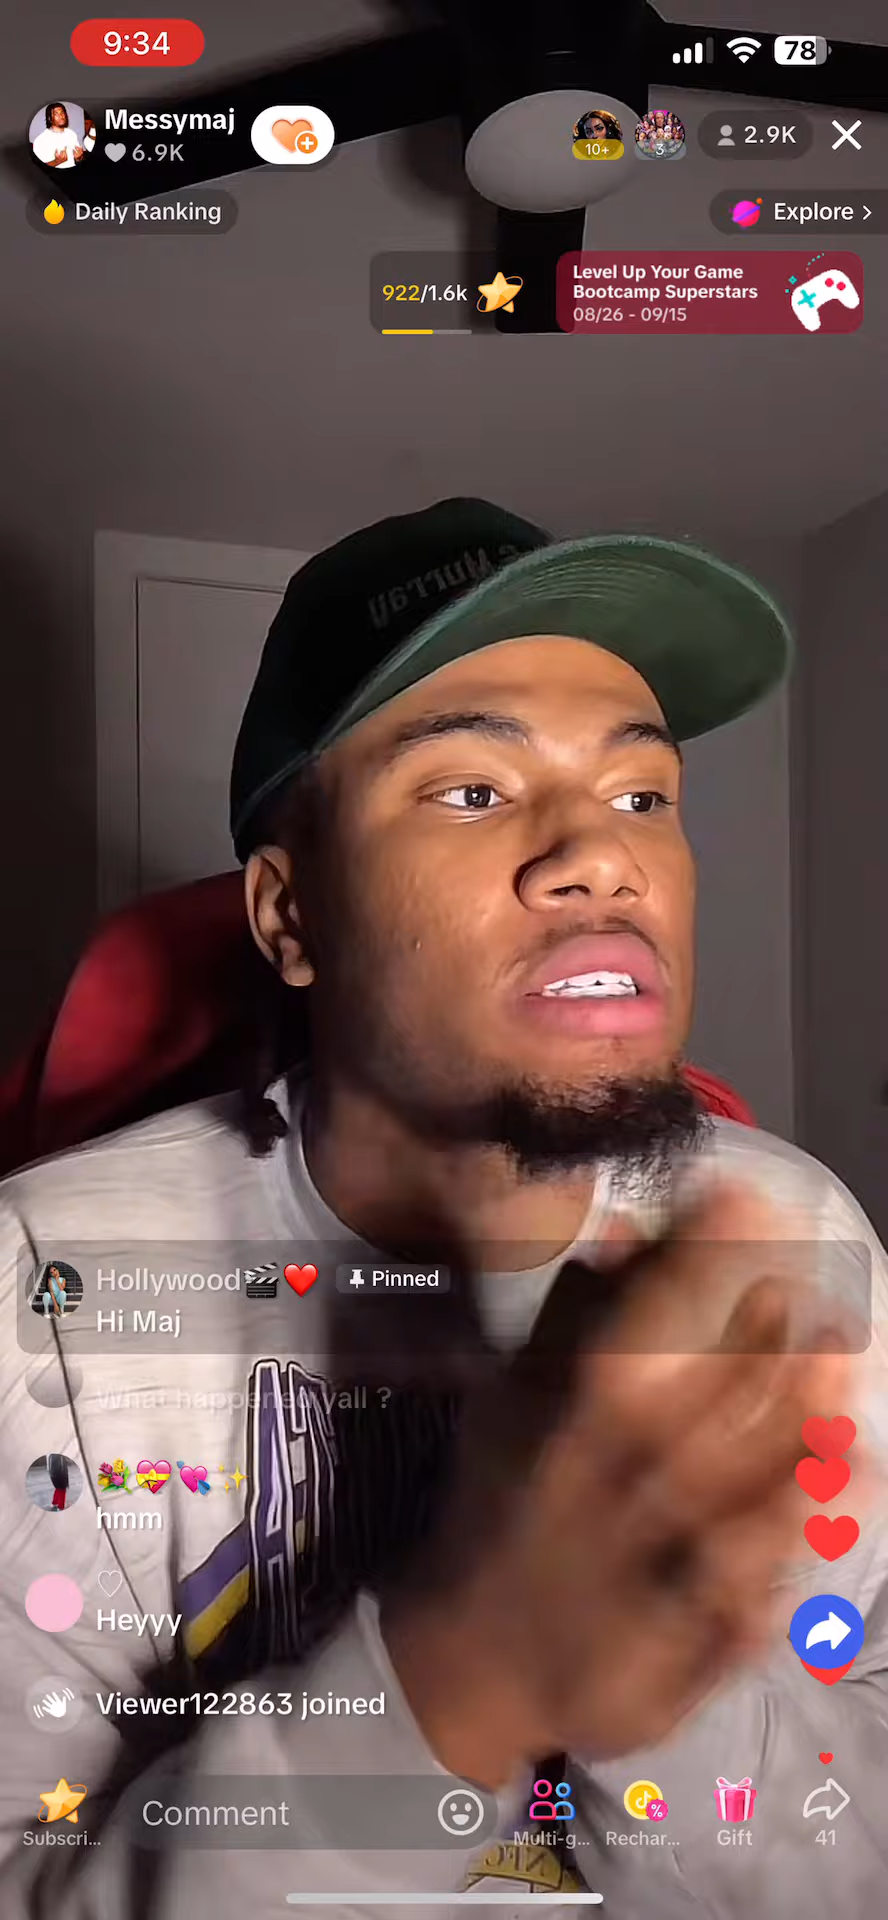 9:34
78
Messymaj
6.9K
10+
3
2.9K
Daily Ranking
Explore >
922/1.6k
Level Up Your Game
Bootcamp Superstars
08/26 - 09/15
Hollywood🎬❤️ Pinned
Hi Maj
What happened yall ?
💐💝💘✨
hmm
♡
Heyyy
Viewer122863 joined
Comment
Subscri...
Multi-g...
Rechar...
Gift
41